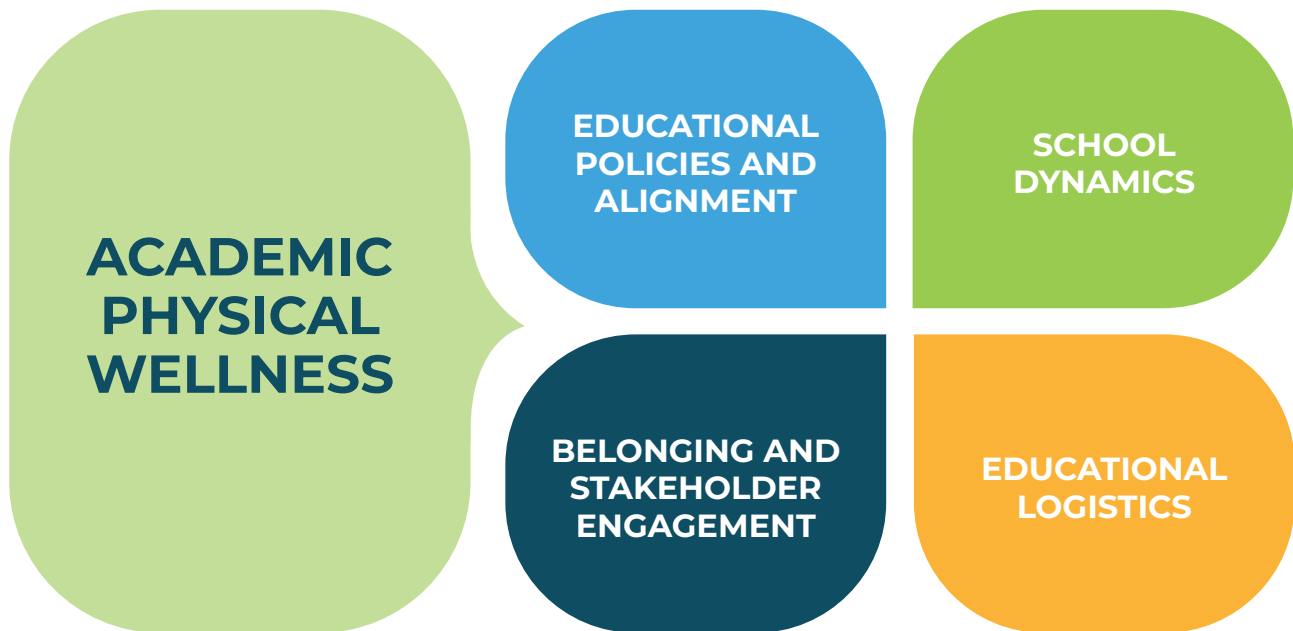 ACADEMIC
PHYSICAL
WELLNESS
EDUCATIONAL
POLICIES AND
ALIGNMENT
SCHOOL
DYNAMICS
BELONGING AND
STAKEHOLDER
ENGAGEMENT
EDUCATIONAL
LOGISTICS